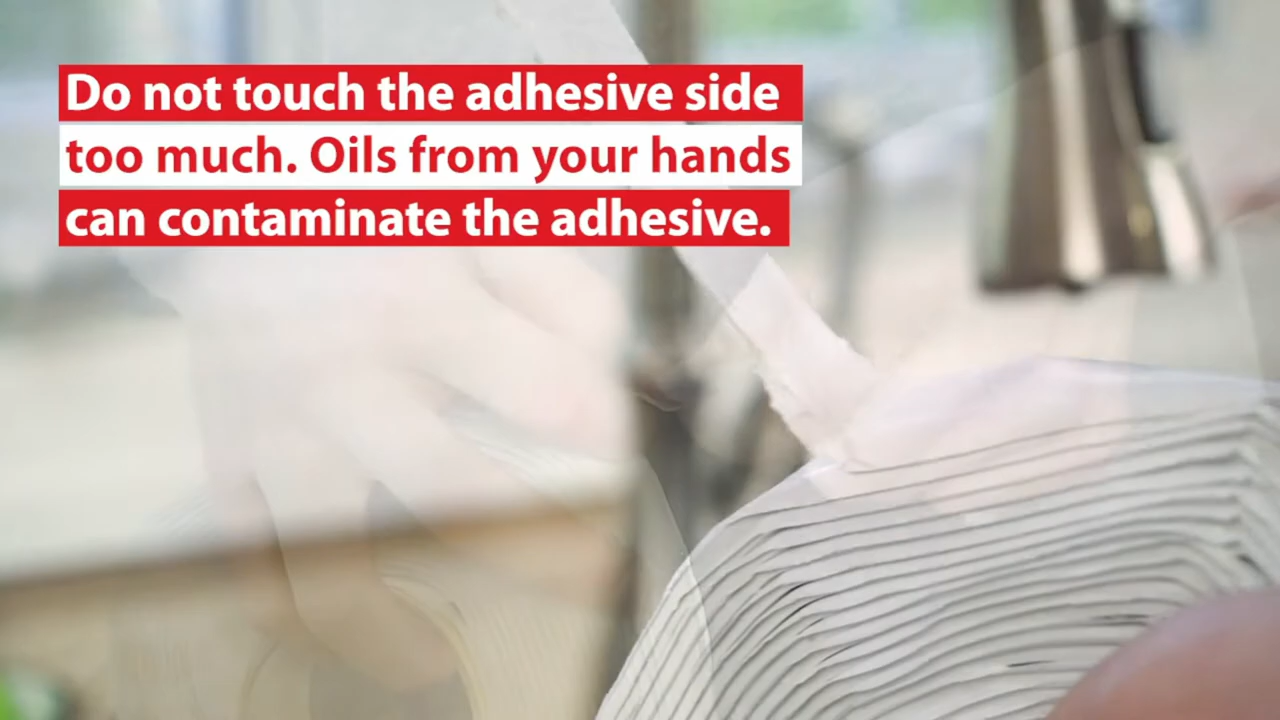 Do not touch the adhesive side
too much. Oils from your hands
can contaminate the adhesive.